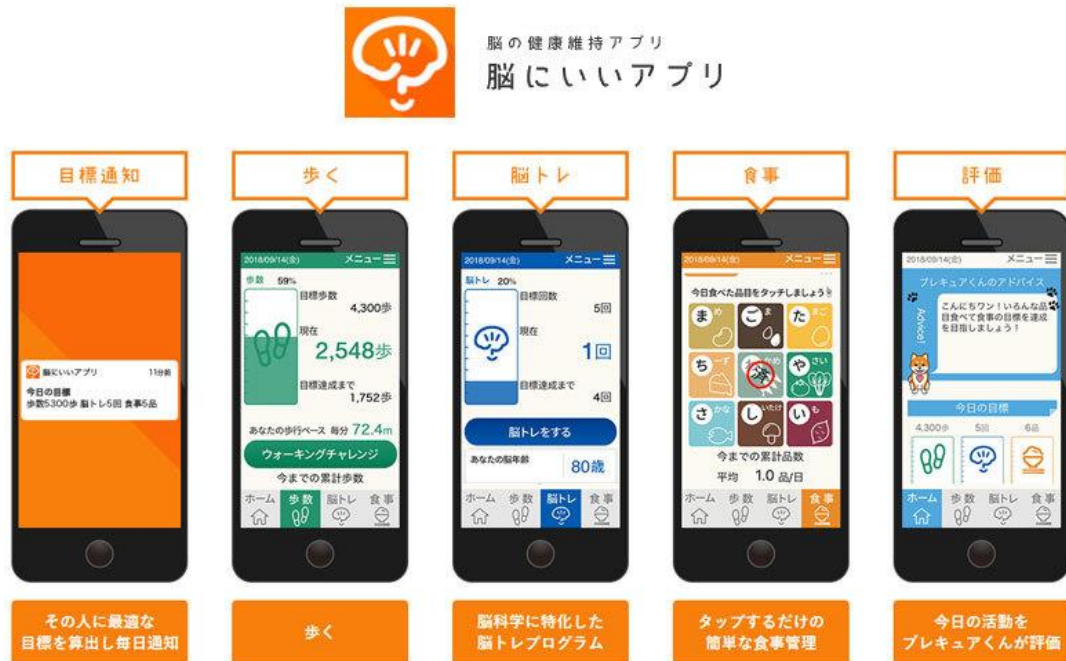 脳の健康維持アプリ
脳にいいアプリ
目標通知
脳にいいアプリ 11分前
今日の目標
歩数5300歩 脳トレ5回 食事5品
その人に最適な
目標を算出し毎日通知
歩く
2018/09/14(金) メニュー
歩数 59%
目標歩数
4,300歩
現在
2,548歩
目標達成まで
1,752歩
あなたの歩行ペース 毎分 72.4m
ウォーキングチャレンジ
今までの累計歩数
ホーム 歩数 脳トレ 食事
歩く
脳トレ
2018/09/14(金) メニュー
脳トレ 20%
目標回数
5回
現在
1回
目標達成まで
4回
脳トレをする
あなたの脳年齢 80歳
ホーム 歩数 脳トレ 食事
脳科学に特化した
脳トレプログラム
食事
2018/09/14(金) メニュー
今日食べた品目をタッチしましょう
まめ ごま たまご
ちーず わかめ 済 やさい
さかな しいたけ いも
今までの累計品数
平均 1.0 品/日
ホーム 歩数 脳トレ 食事
タップするだけの
簡単な食事管理
評価
2018/09/14(金) メニュー
プレキュアくんのアドバイス
Advice!
こんにちワン！いろんな品
目食べて食事の目標を達成
を目指しましょう！
今日の目標
4,300歩 5回 6品
ホーム 歩数 脳トレ 食事
今日の活動を
プレキュアくんが評価